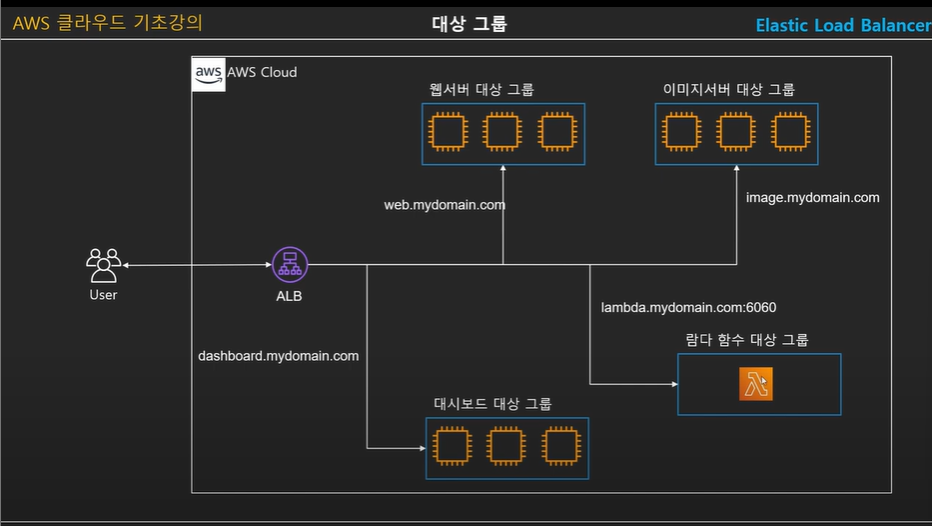 AWS 클라우드 기초강의
대상 그룹
Elastic Load Balancer
aws
AWS Cloud
웹서버 대상 그룹
이미지서버 대상 그룹
web.mydomain.com
image.mydomain.com
User
ALB
lambda.mydomain.com:6060
람다 함수 대상 그룹
dashboard.mydomain.com
대시보드 대상 그룹